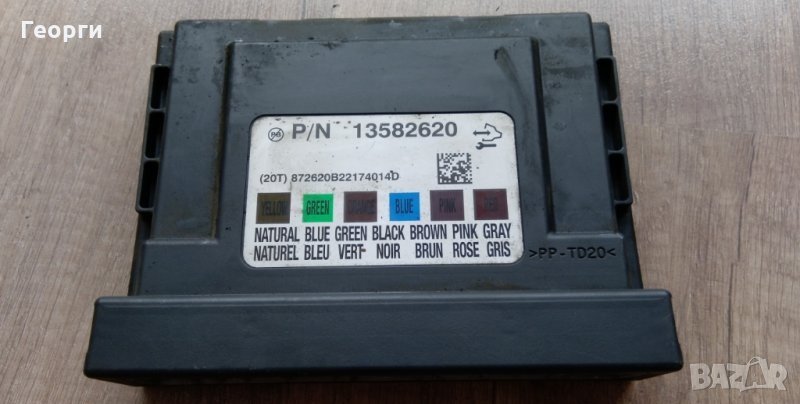 Георги
P/N 13582620
(20T) 872620B22174014D
YELLOW GREEN ORANGE BLUE PINK RED
NATURAL BLUE GREEN BLACK BROWN PINK GRAY
NATUREL BLEU VERT NOIR BRUN ROSE GRIS
>PP-TD20<
BAZAR